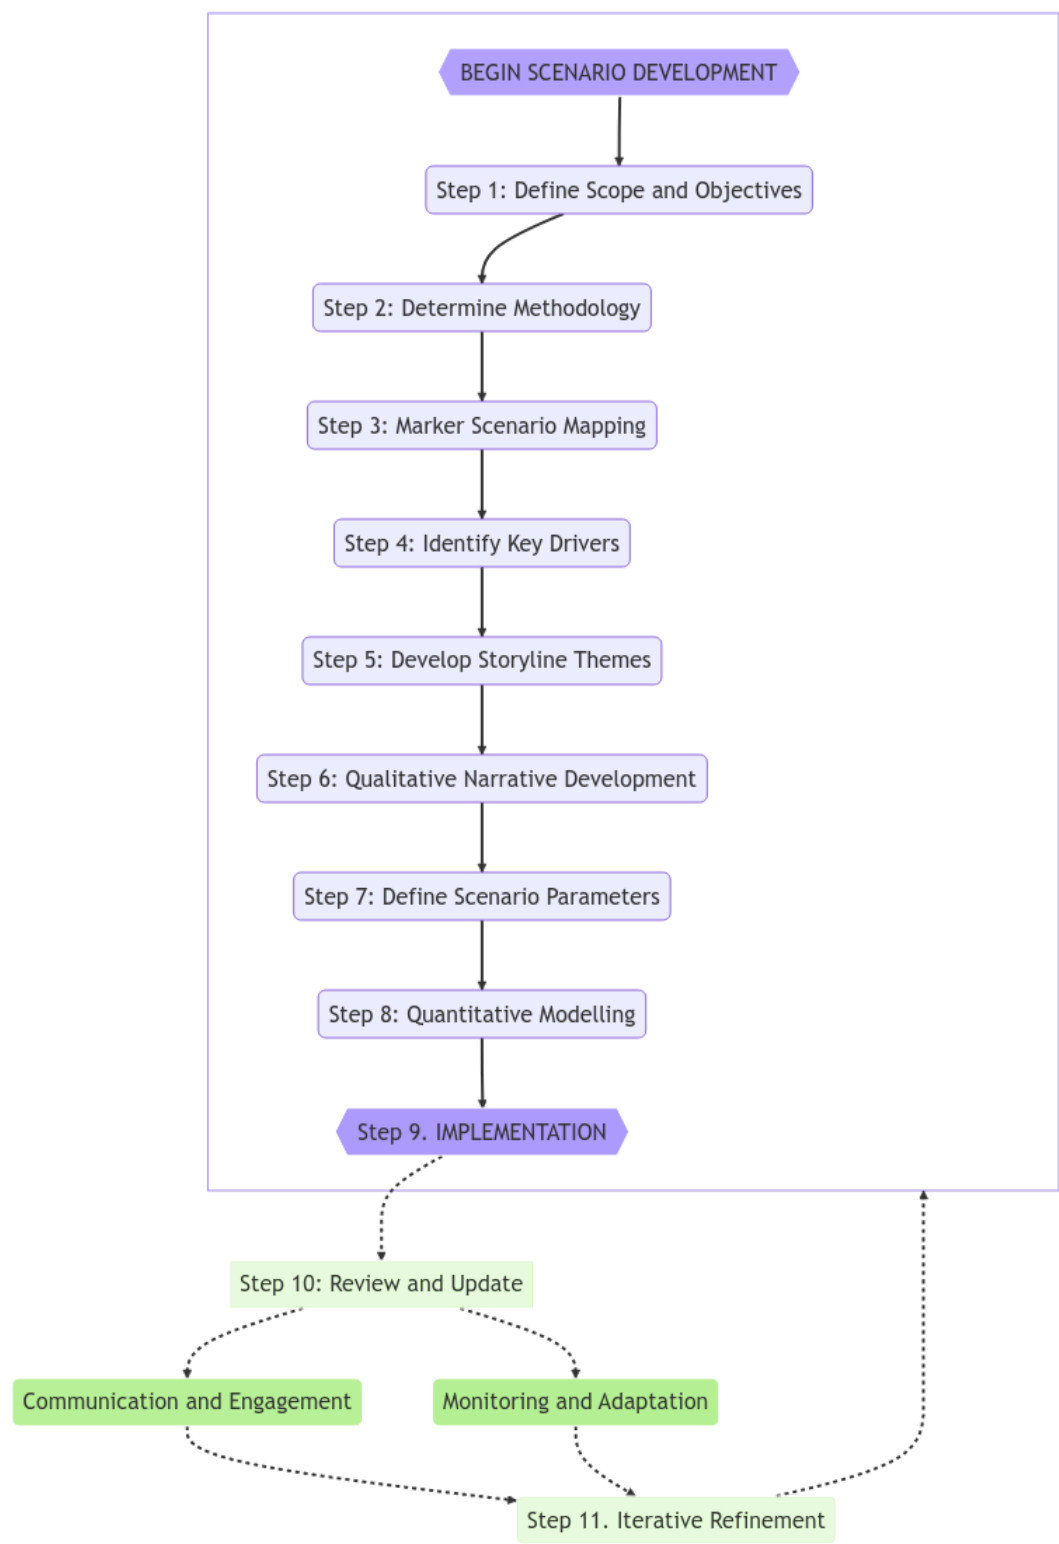 BEGIN SCENARIO DEVELOPMENT
Step 1: Define Scope and Objectives
Step 2: Determine Methodology
Step 3: Marker Scenario Mapping
Step 4: Identify Key Drivers
Step 5: Develop Storyline Themes
Step 6: Qualitative Narrative Development
Step 7: Define Scenario Parameters
Step 8: Quantitative Modelling
Step 9. IMPLEMENTATION
Step 10: Review and Update
Communication and Engagement
Monitoring and Adaptation
Step 11. Iterative Refinement